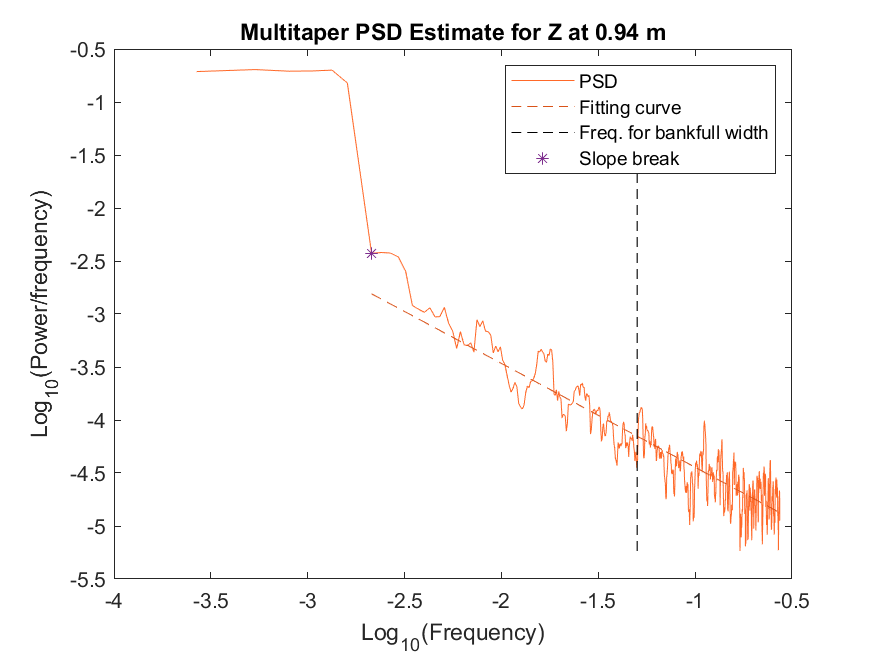 Multitaper PSD Estimate for Z at 0.94 m
-0.5
-1
-1.5
-2
-2.5
-3
-3.5
-4
-4.5
-5
-5.5
Log10(Power/frequency)
PSD
Fitting curve
Freq. for bankfull width
Slope break
-4 -3.5 -3 -2.5 -2 -1.5 -1 -0.5
Log10(Frequency)